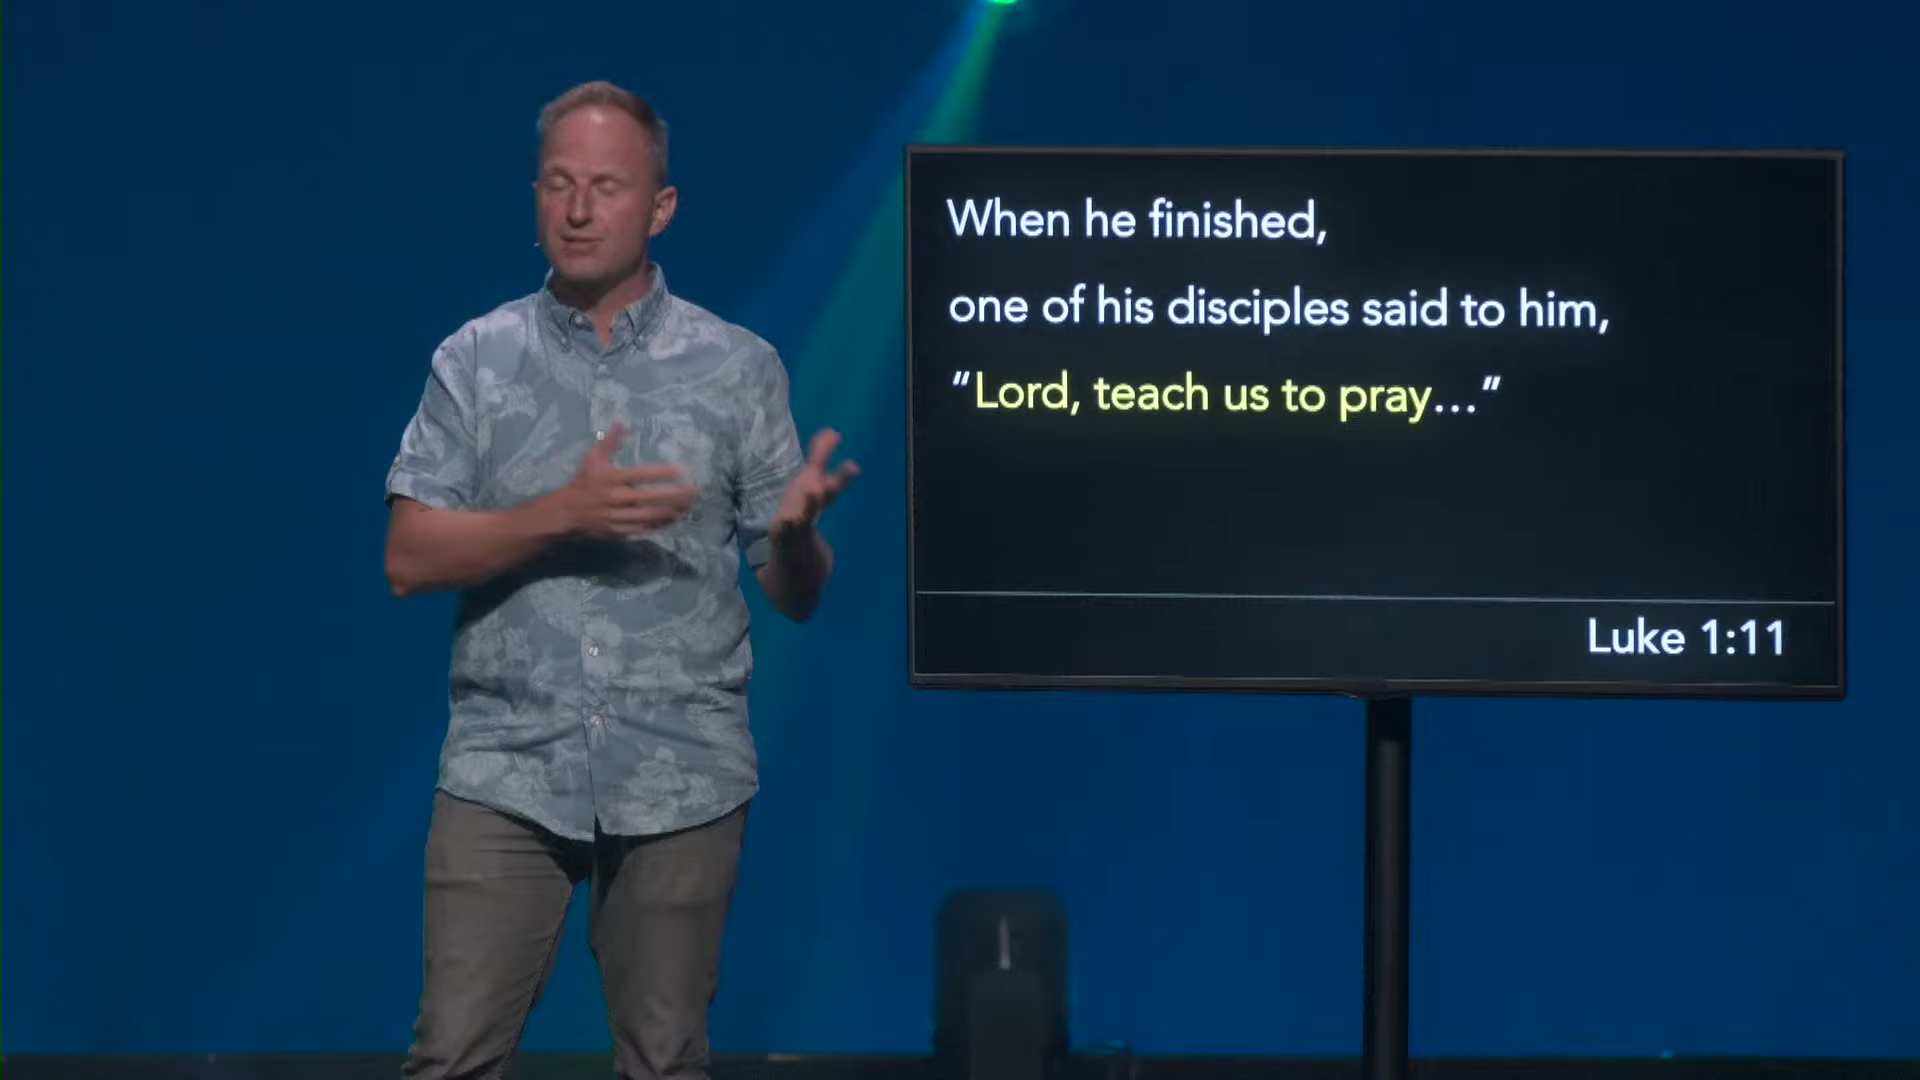 When he finished,
one of his disciples said to him,
“Lord, teach us to pray...”
Luke 1:11